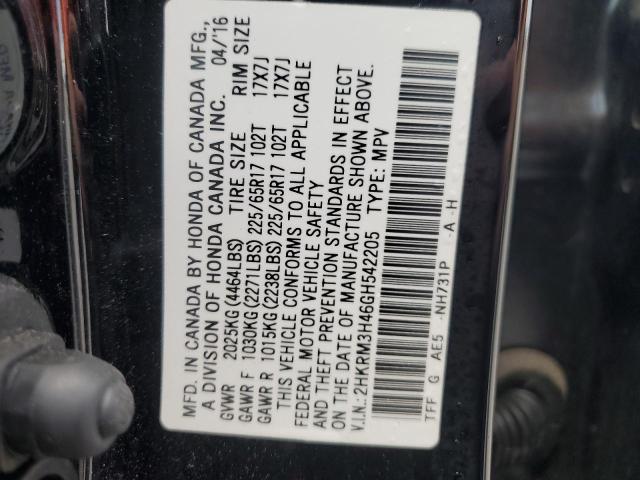 MFD. IN CANADA BY HONDA OF CANADA MFG.,
A DIVISION OF HONDA CANADA INC. 04/'16
GVWR 2025KG (4464LBS) TIRE SIZE RIM SIZE
GAWR F 1030KG (2271LBS) 225/65R17 102T 17X7J
GAWR R 1015KG (2238LBS) 225/65R17 102T 17X7J
THIS VEHICLE CONFORMS TO ALL APPLICABLE
FEDERAL MOTOR VEHICLE SAFETY
AND THEFT PREVENTION STANDARDS IN EFFECT
ON THE DATE OF MANUFACTURE SHOWN ABOVE.
V.I.N.: 2HKRM3H46GH542205 TYPE: MPV
TFF G AE5 -NH731P -A -H